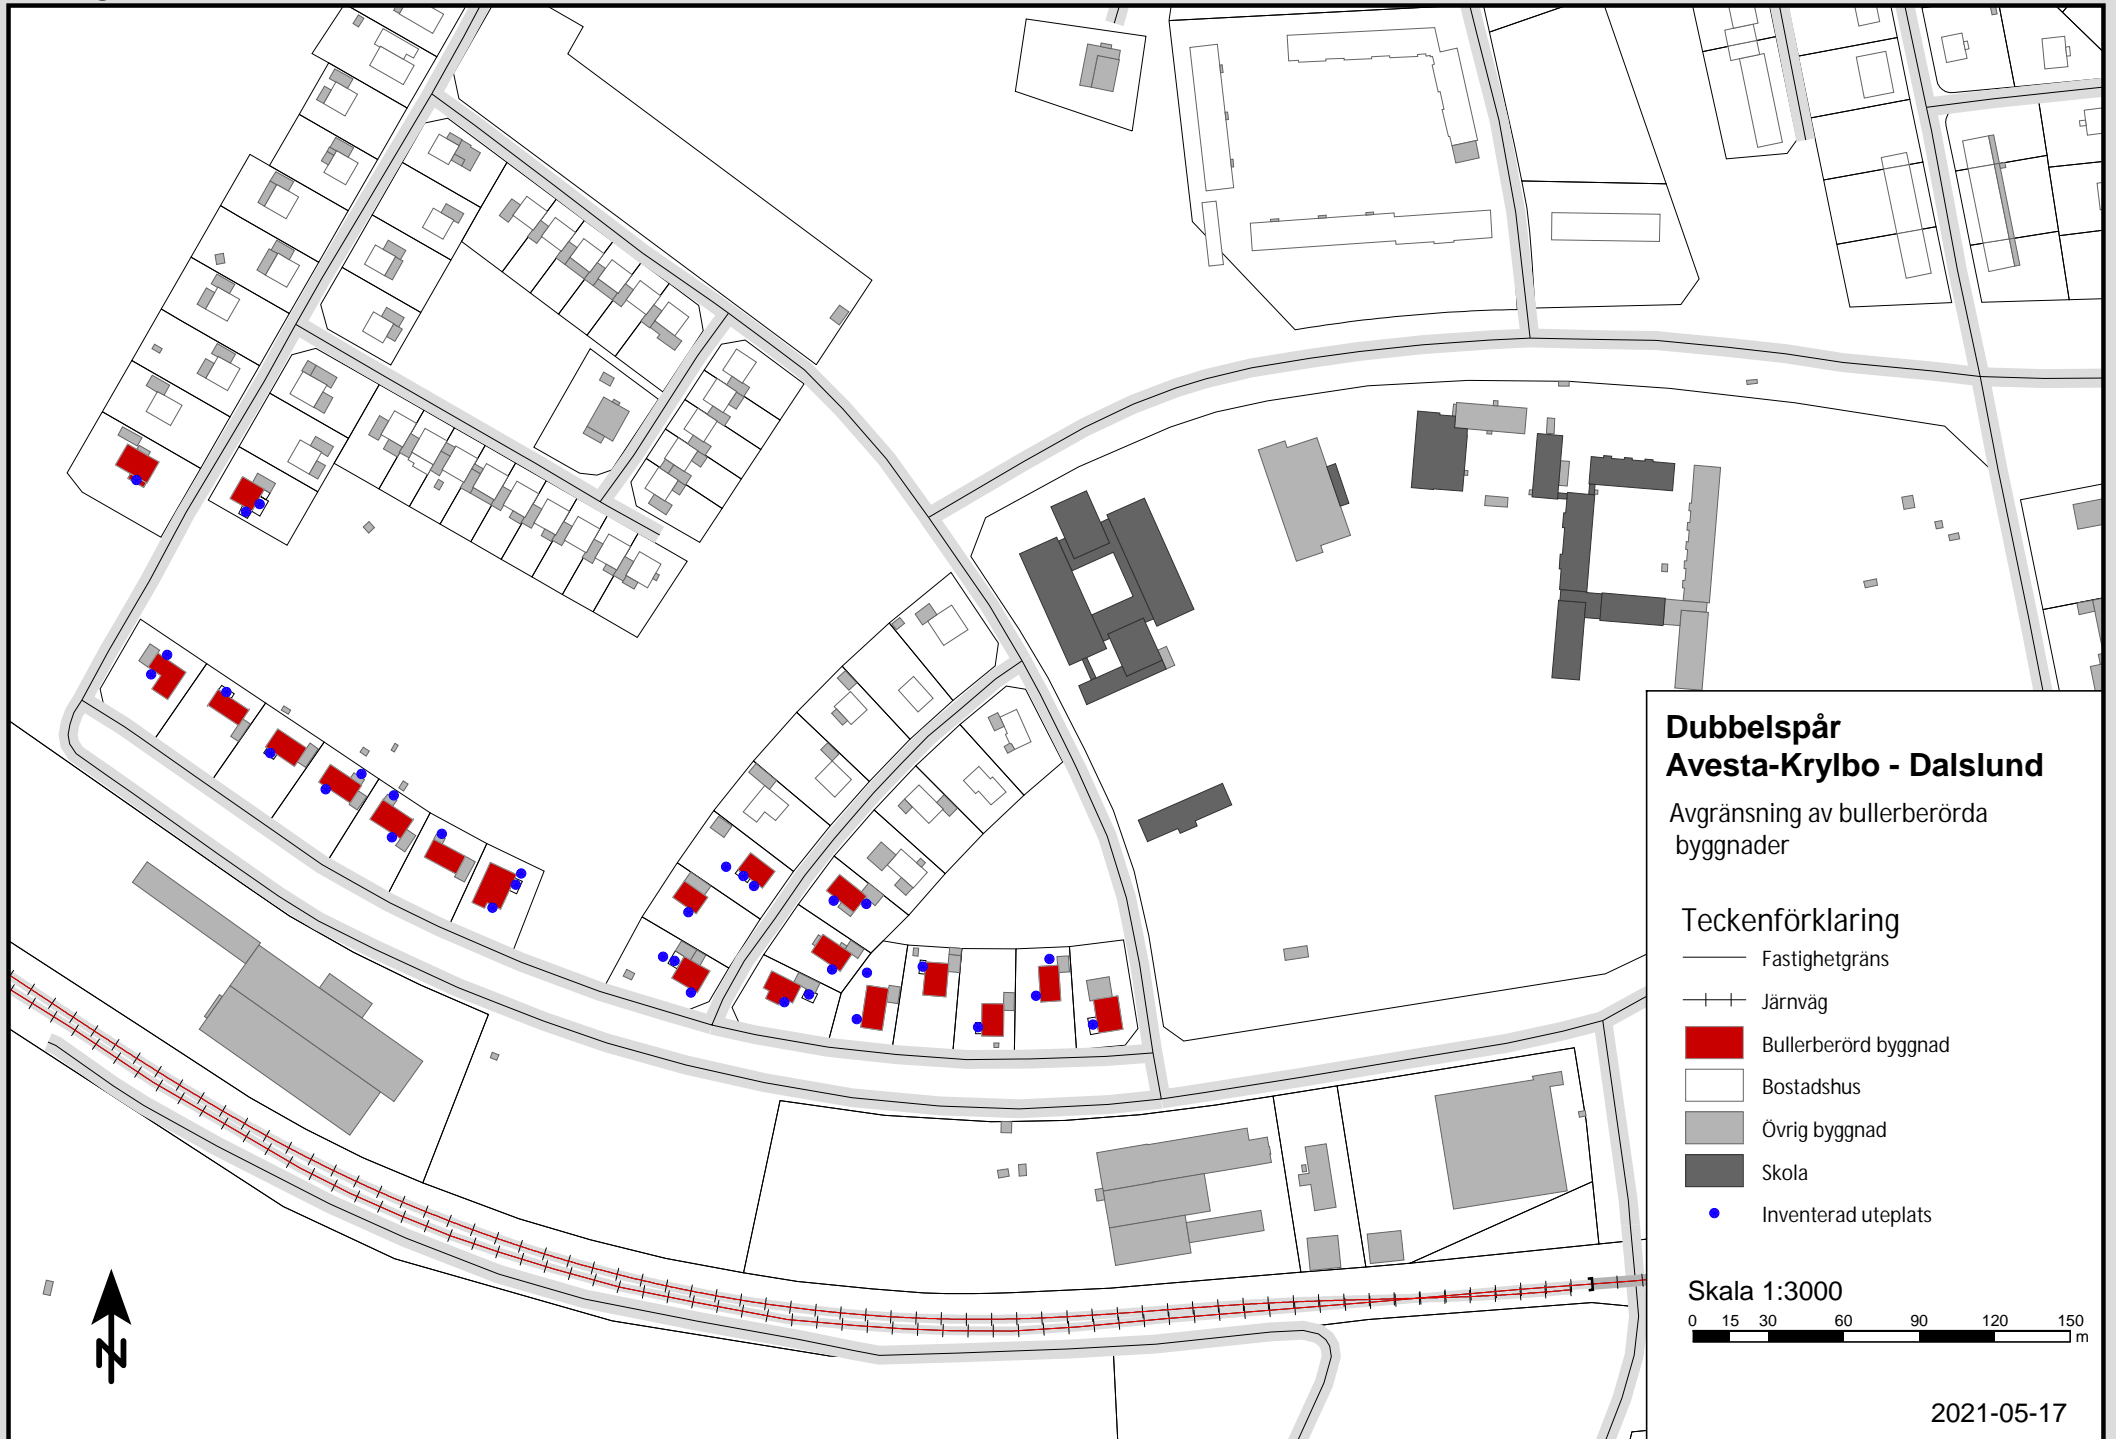 Dubbelspår
Avesta-Krylbo - Dalslund
Avgränsning av bullerberörda
byggnader
Teckenförklaring
Fastighetgräns
Järnväg
Bullerberörd byggnad
Bostadshus
Övrig byggnad
Skola
Inventerad uteplats
Skala 1:3000
0 15 30 60 90 120 150
m
2021-05-17
N